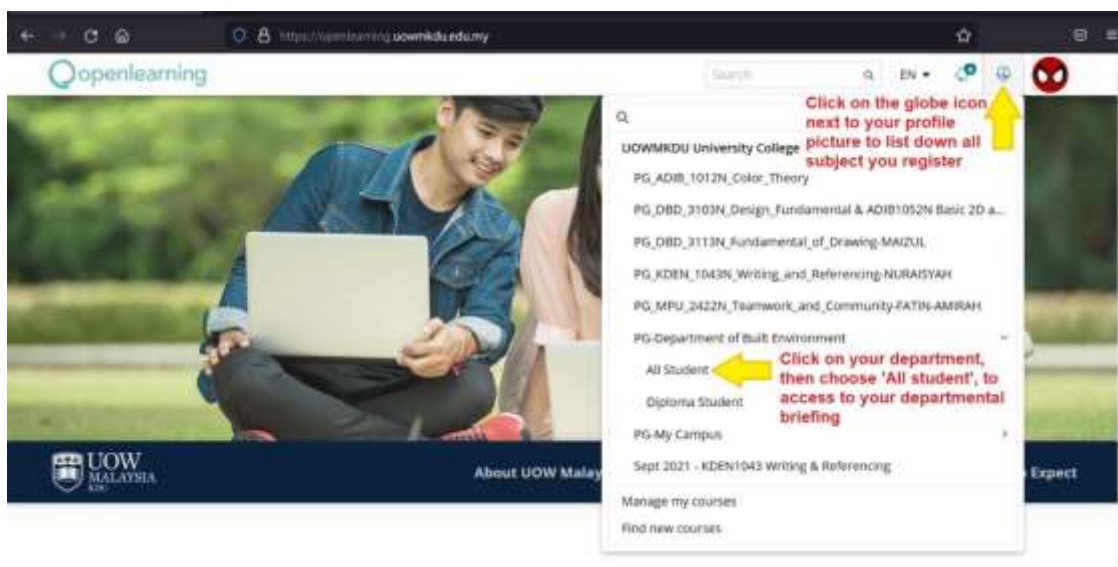 https://openlearning.uowmkdu.edu.my
openlearning
Search
EN
Click on the globe icon
next to your profile
picture to list down all
subject you register
UOWMKDU University College
PG_ADIB_1012N_Color_Theory
PG_DBD_3103N_Design_Fundamental & ADIB1052N Basic 2D a...
PG_DBD_3113N_Fundamental_of_Drawing-MAIZUL
PG_KDEN_1043N_Writing_and_Referencing-NURAISYAH
PG_MPU_2422N_Teamwork_and_Community-FATIN-AMIRAH
PG-Department of Built Environment
All Student
Click on your department,
then choose 'All student', to
access to your departmental
briefing
Diploma Student
PG-My Campus
Sept 2021 - KDEN1043 Writing & Referencing
Manage my courses
Find new courses
UOW
MALAYSIA
KDU
About UOW Malay
Expect